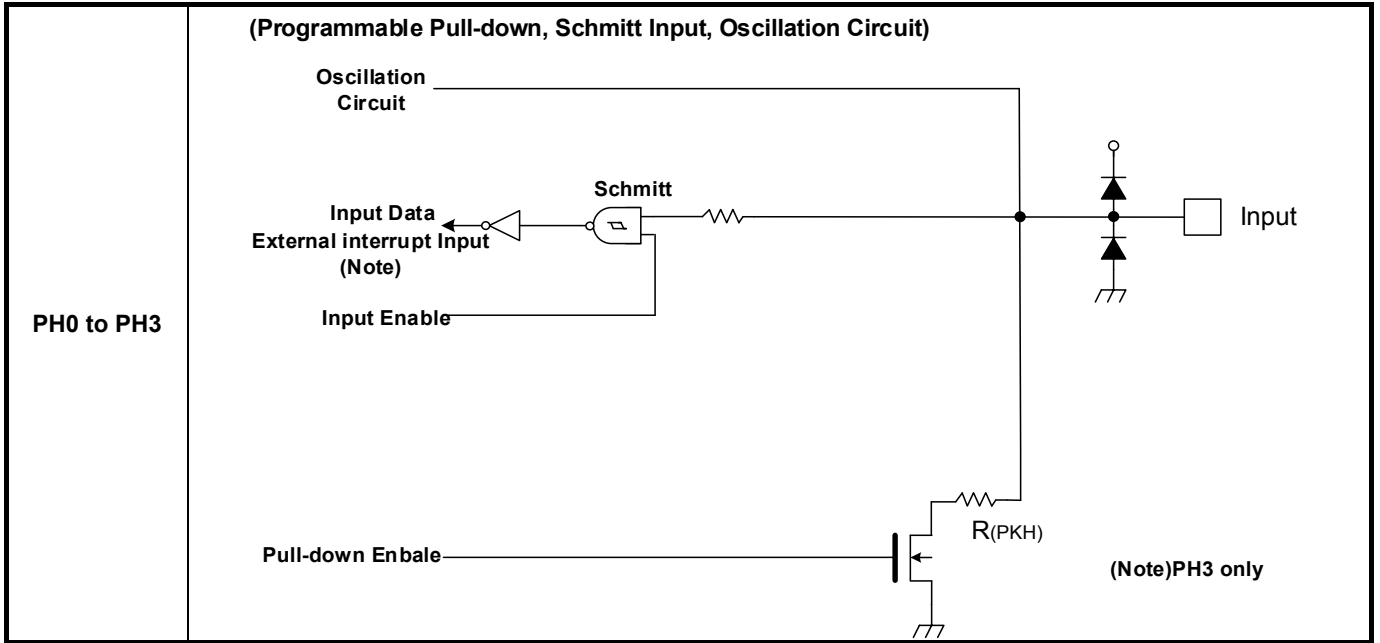 (Programmable Pull-down, Schmitt Input, Oscillation Circuit)
Oscillation
Circuit
Schmitt
Input Data
External interrupt Input
(Note)
Input
Input Enable
PH0 to PH3
R(PKH)
Pull-down Enbale
(Note)PH3 only